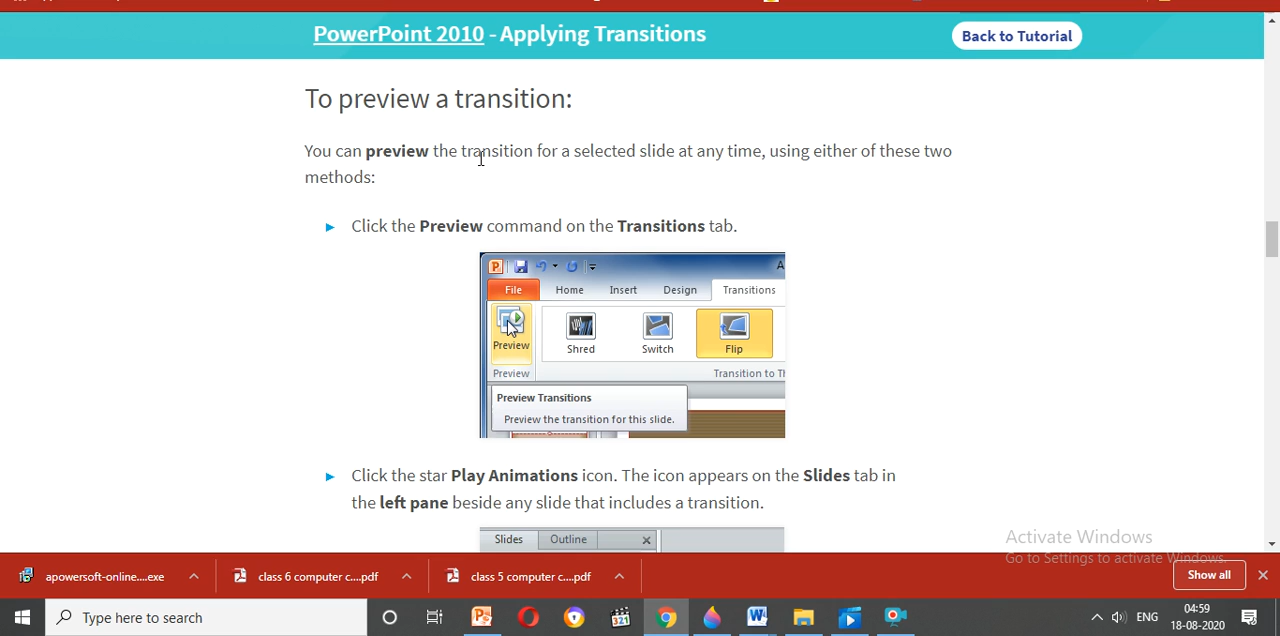 PowerPoint 2010 - Applying Transitions
Back to Tutorial
To preview a transition:
You can preview the transition for a selected slide at any time, using either of these two
methods:
► Click the Preview command on the Transitions tab.
P
A
File Home Insert Design Transitions
Preview Shred Switch Flip
Preview
Transition to Th
Preview Transitions
Preview the transition for this slide.
► Click the star Play Animations icon. The icon appears on the Slides tab in
the left pane beside any slide that includes a transition.
Slides Outline
Activate Windows
Go to Settings to activate Windows.
apowersoft-online....exe
class 6 computer c....pdf
class 5 computer c....pdf
Show all
Type here to search
321
W
ENG
04:59
18-08-2020